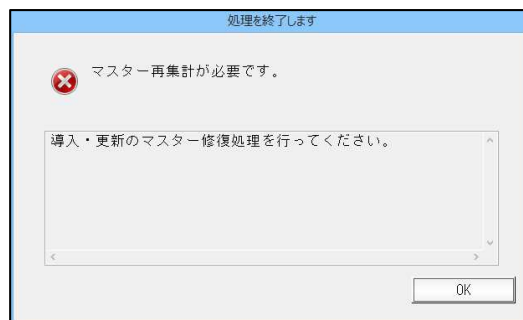 処理を終了します
マスター再集計が必要です。
導入・更新のマスター修復処理を行ってください。
OK